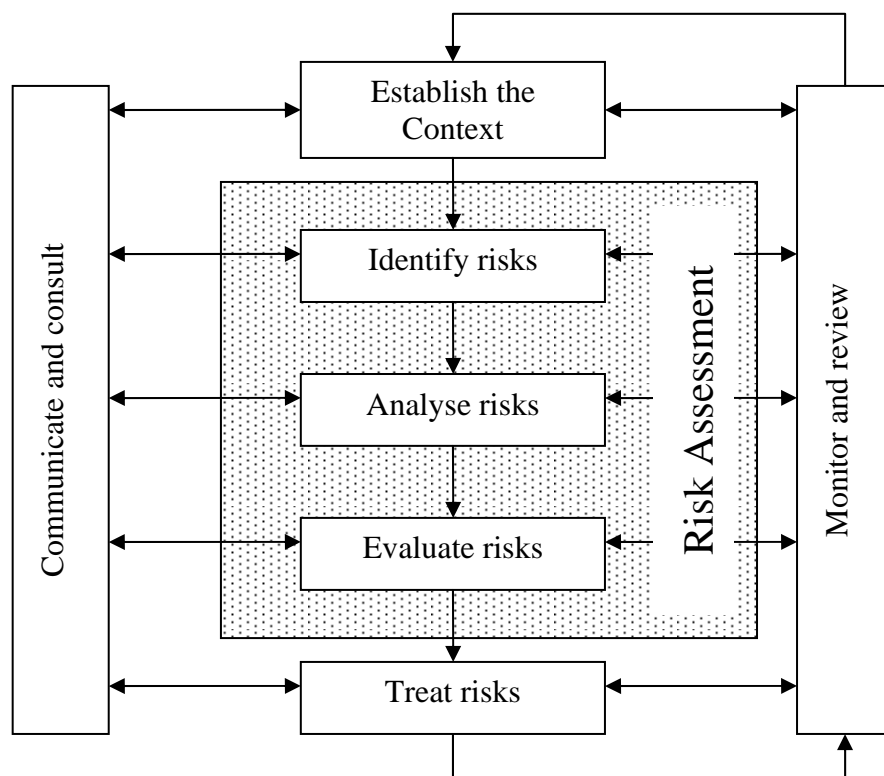 Establish the
Context
Communicate and consult
Identify risks
Analyse risks
Evaluate risks
Risk Assessment
Monitor and review
Treat risks